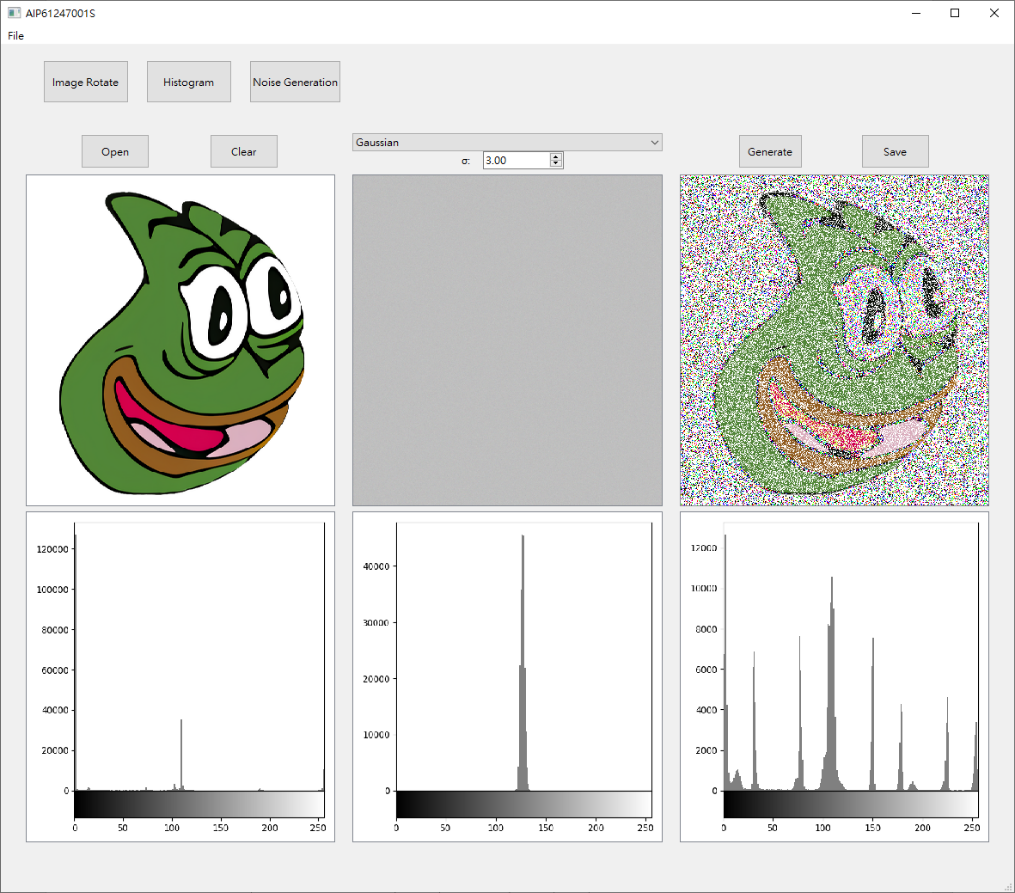 AIP61247001S
File
Image Rotate
Histogram
Noise Generation
Open
Clear
Gaussian
σ:
3.00
Generate
Save
120000
100000
80000
60000
40000
20000
0
0 50 100 150 200 250
40000
30000
20000
10000
0
0 50 100 150 200 250
12000
10000
8000
6000
4000
2000
0
0 50 100 150 200 250